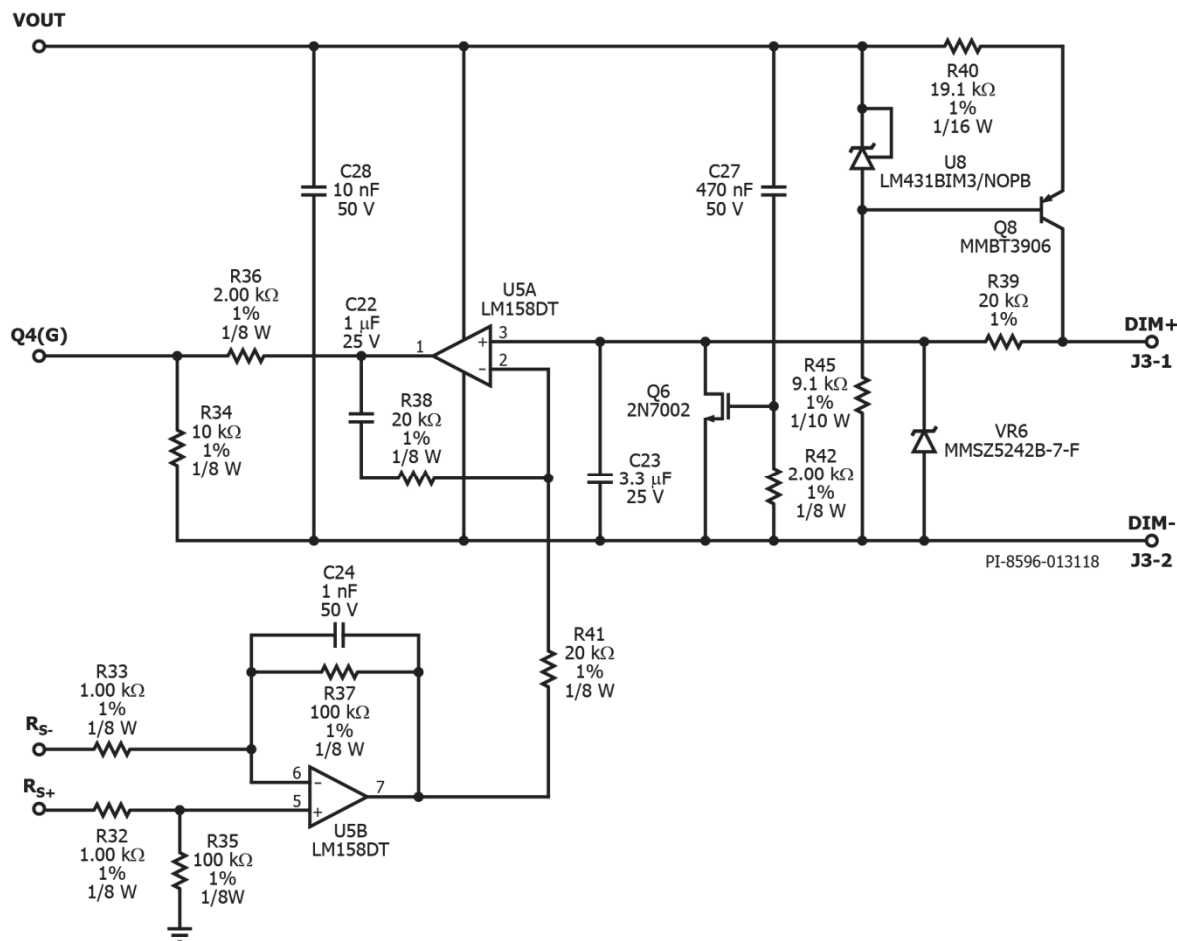 VOUT
R40
19.1 kΩ
1%
1/16 W
U8
LM431BIM3/NOPB
C28
10 nF
50 V
C27
470 nF
50 V
Q8
MMBT3906
R36
2.00 kΩ
1%
1/8 W
C22
1 μF
25 V
U5A
LM158DT
R39
20 kΩ
1%
Q4(G)
1
+
3
-
2
DIM+
J3-1
R34
10 kΩ
1%
1/8 W
R38
20 kΩ
1%
1/8 W
Q6
2N7002
R45
9.1 kΩ
1%
1/10 W
VR6
MMSZ5242B-7-F
C23
3.3 μF
25 V
R42
2.00 kΩ
1%
1/8 W
DIM-
J3-2
PI-8596-013118
C24
1 nF
50 V
R41
20 kΩ
1%
1/8 W
R33
1.00 kΩ
1%
1/8 W
R37
100 kΩ
1%
1/8 W
RS-
RS+
6
-
5
+
7
U5B
LM158DT
R32
1.00 kΩ
1%
1/8 W
R35
100 kΩ
1%
1/8W